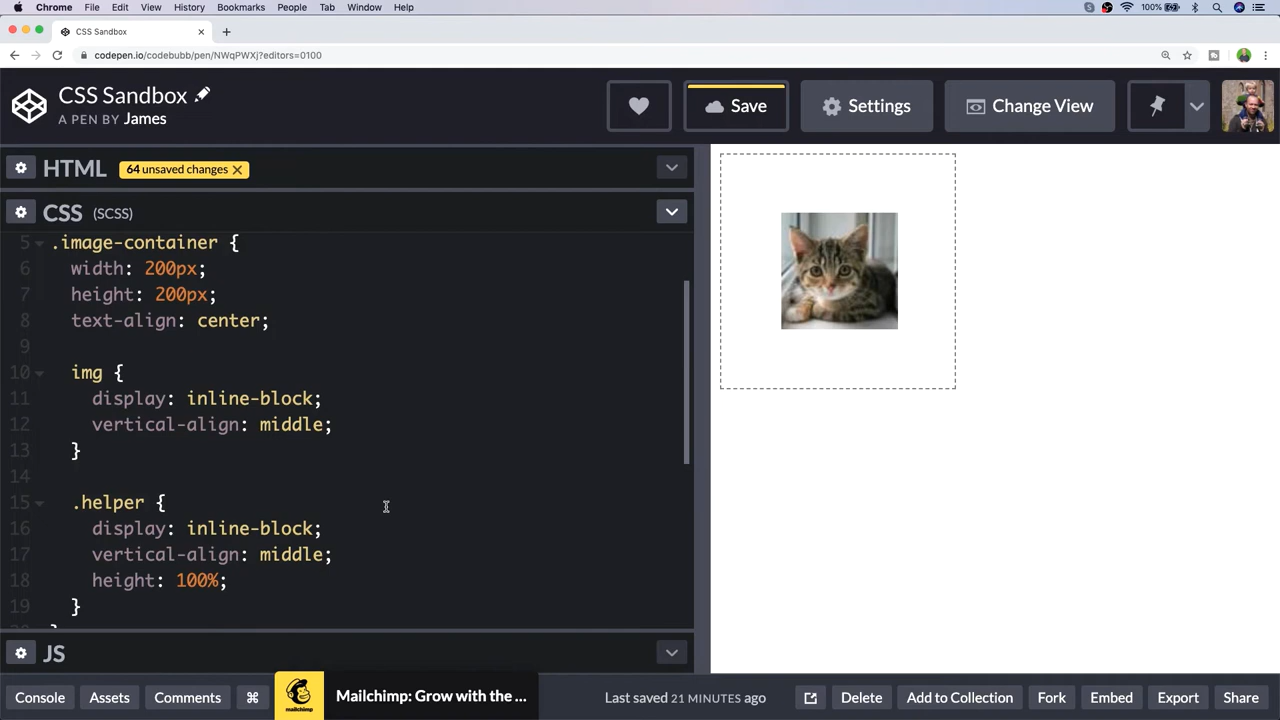 Chrome File Edit View History Bookmarks People Tab Window Help 100%
CSS Sandbox
codepen.io/codebubb/pen/NWqPWXj?editors=0100
CSS Sandbox
A PEN BY James
Save
Settings
Change View
HTML 64 unsaved changes
CSS (SCSS)
5 .image-container {
6 width: 200px;
7 height: 200px;
8 text-align: center;
9
10 img {
11 display: inline-block;
12 vertical-align: middle;
13 }
14
15 .helper {
16 display: inline-block;
17 vertical-align: middle;
18 height: 100%;
19 }
JS
Console Assets Comments ⌘ mailchimp Mailchimp: Grow with the ... Last saved 21 MINUTES ago Delete Add to Collection Fork Embed Export Share